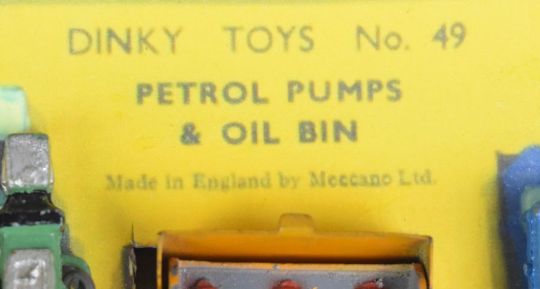 DINKY TOYS No. 49
PETROL PUMPS
& OIL BIN
Made in England by Meccano Ltd.